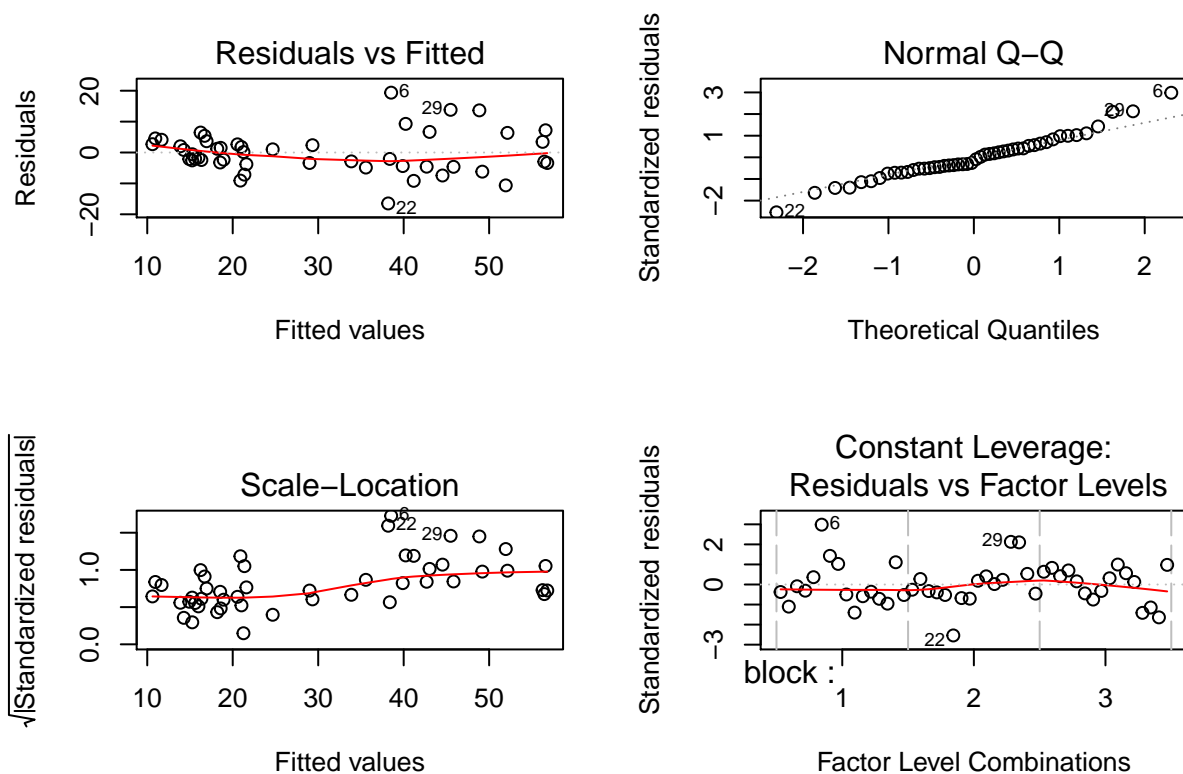 Residuals vs Fitted
Residuals
20
0
−20
6
29
22
10 20 30 40 50
Fitted values
Normal Q−Q
Standardized residuals
3
1
−2
6
29
22
−2 −1 0 1 2
Theoretical Quantiles
Scale−Location
√|Standardized residuals|
1.0
0.0
6
22
29
10 20 30 40 50
Fitted values
Constant Leverage:
Residuals vs Factor Levels
Standardized residuals
2
0
−3
6
29
22
block :
1 2 3
Factor Level Combinations